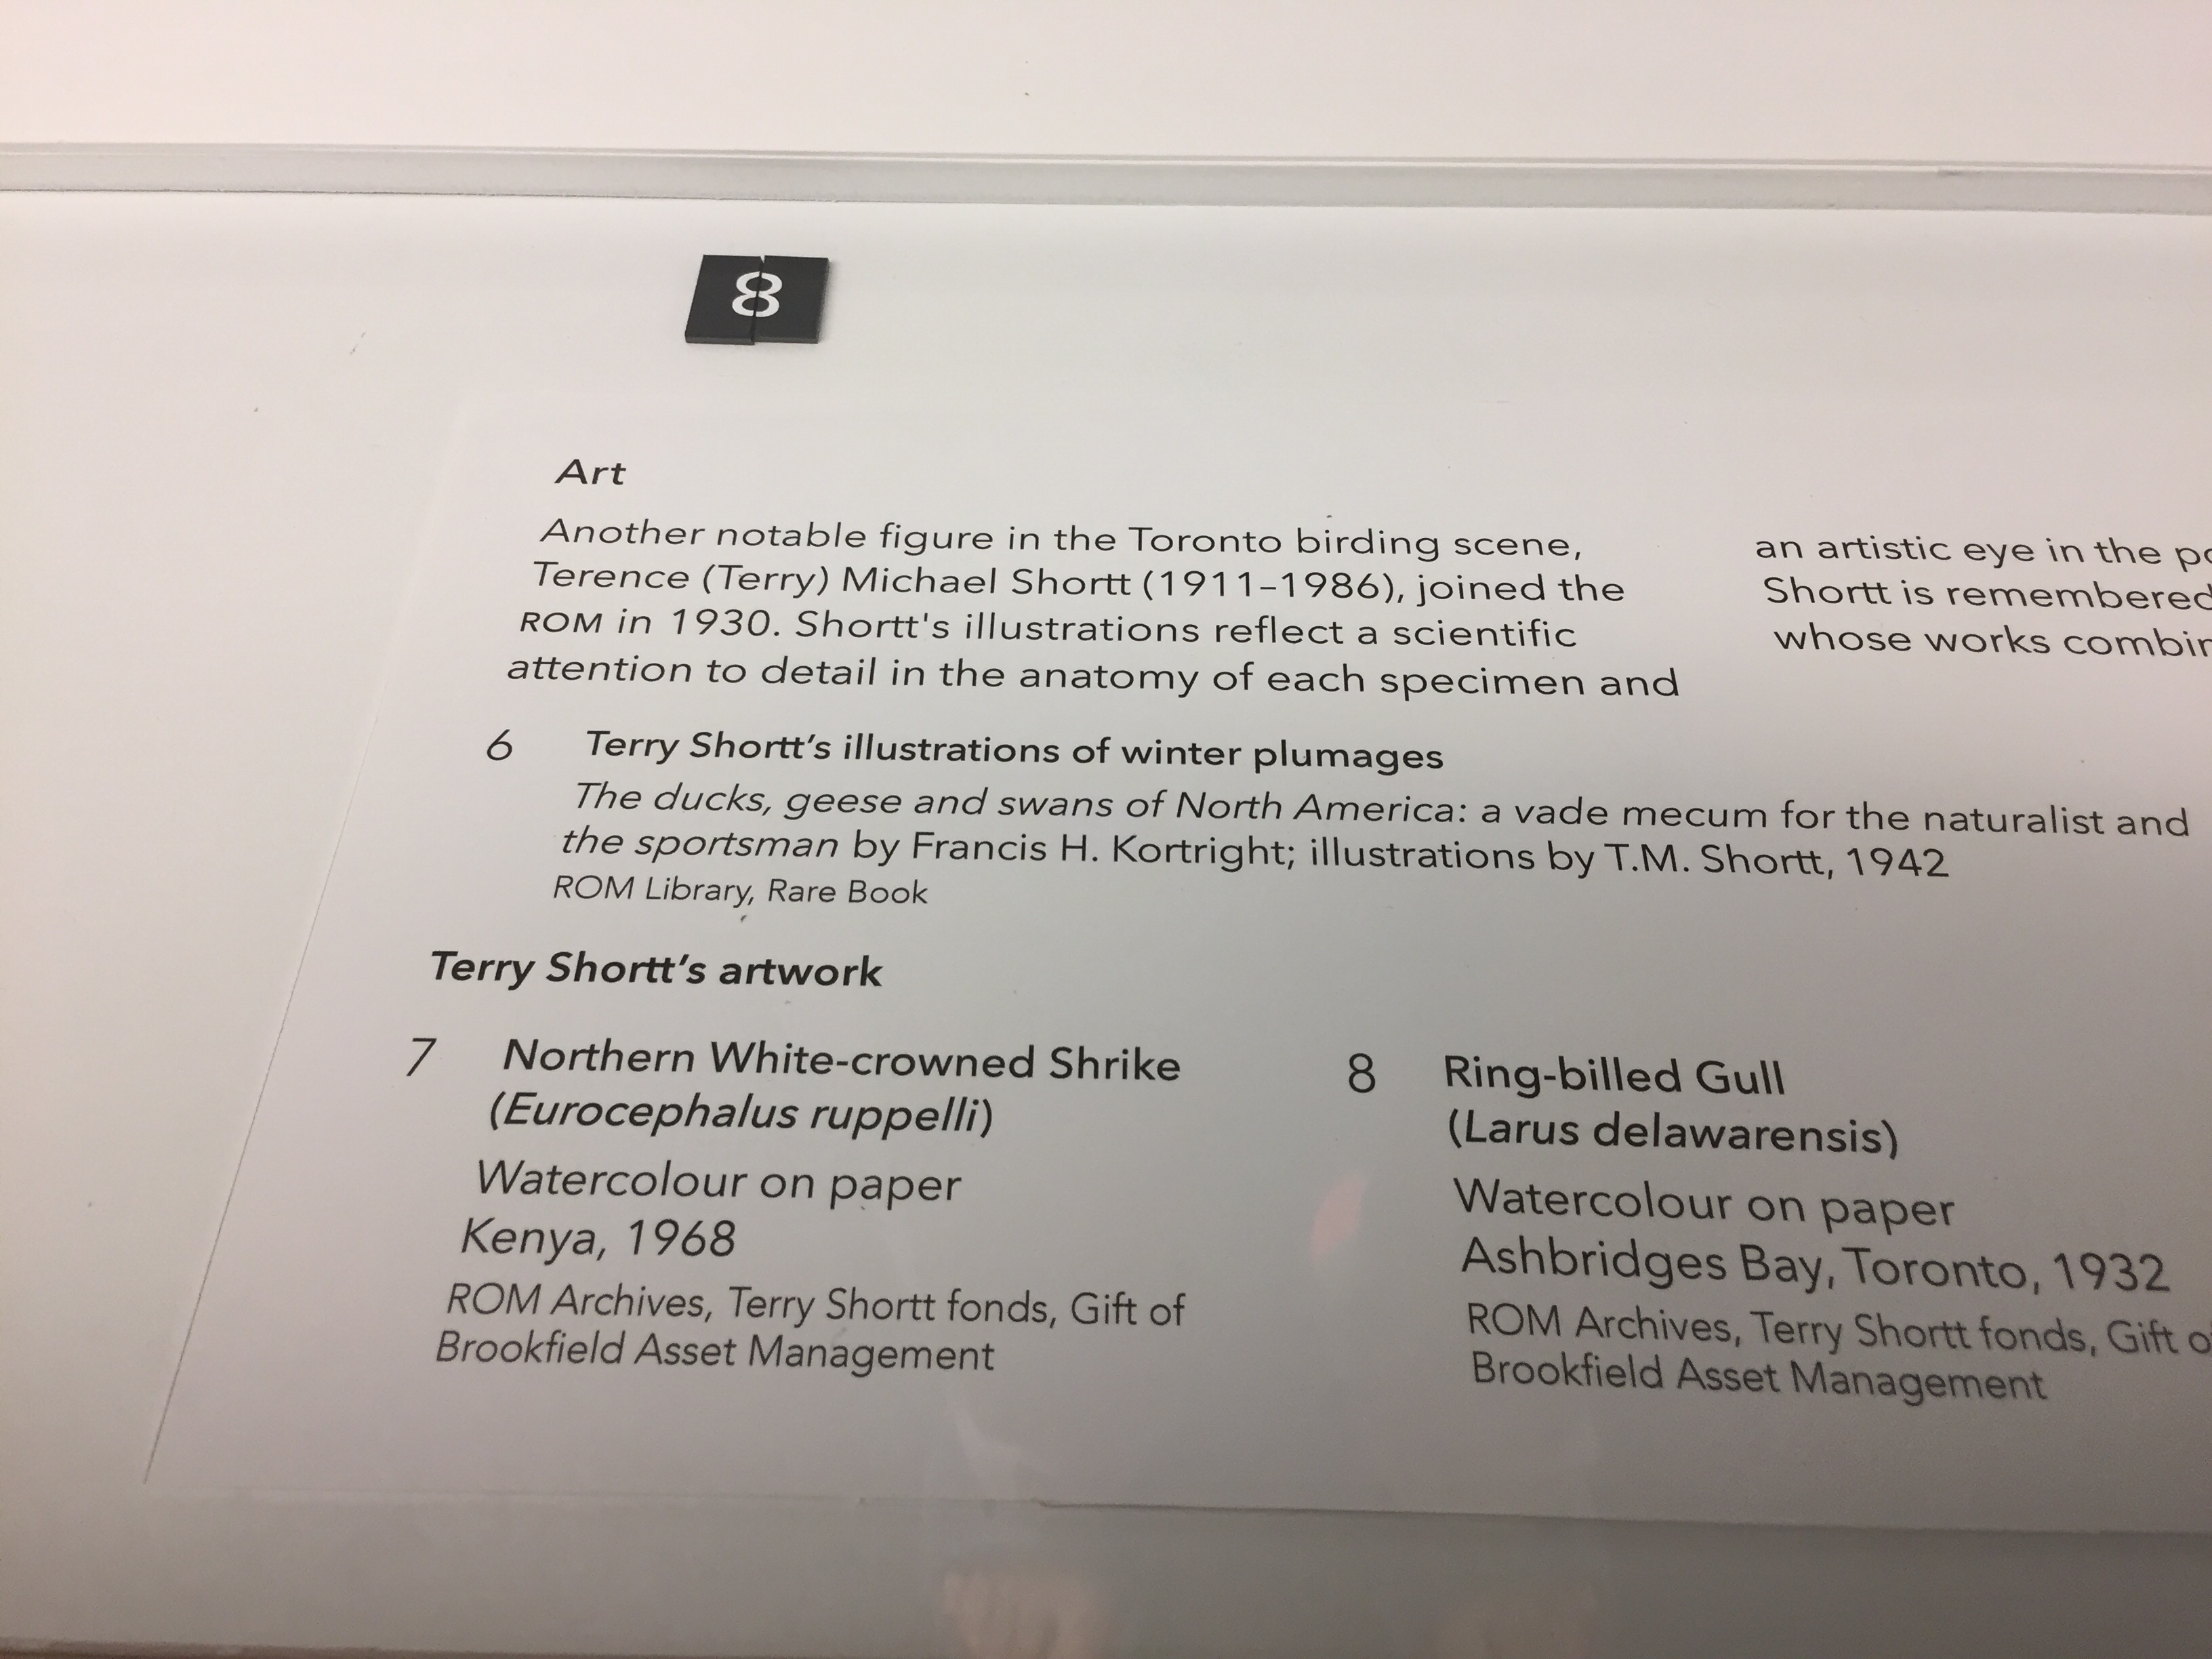 8
Art
Another notable figure in the Toronto birding scene,
Terence (Terry) Michael Shortt (1911–1986), joined the
ROM in 1930. Shortt's illustrations reflect a scientific
attention to detail in the anatomy of each specimen and
an artistic eye in the
Shortt is remembered
whose works
6 Terry Shortt’s illustrations of winter plumages
The ducks, geese and swans of North America: a vade mecum for the naturalist and
the sportsman by Francis H. Kortright; illustrations by T.M. Shortt, 1942
ROM Library, Rare Book
Terry Shortt’s artwork
7 Northern White-crowned Shrike
(Eurocephalus ruppelli)
Watercolour on paper
Kenya, 1968
ROM Archives, Terry Shortt fonds, Gift of
Brookfield Asset Management
8 Ring-billed Gull
(Larus delawarensis)
Watercolour on paper
Ashbridges Bay, Toronto, 1932
ROM Archives, Terry Shortt fonds, Gift of
Brookfield Asset Management